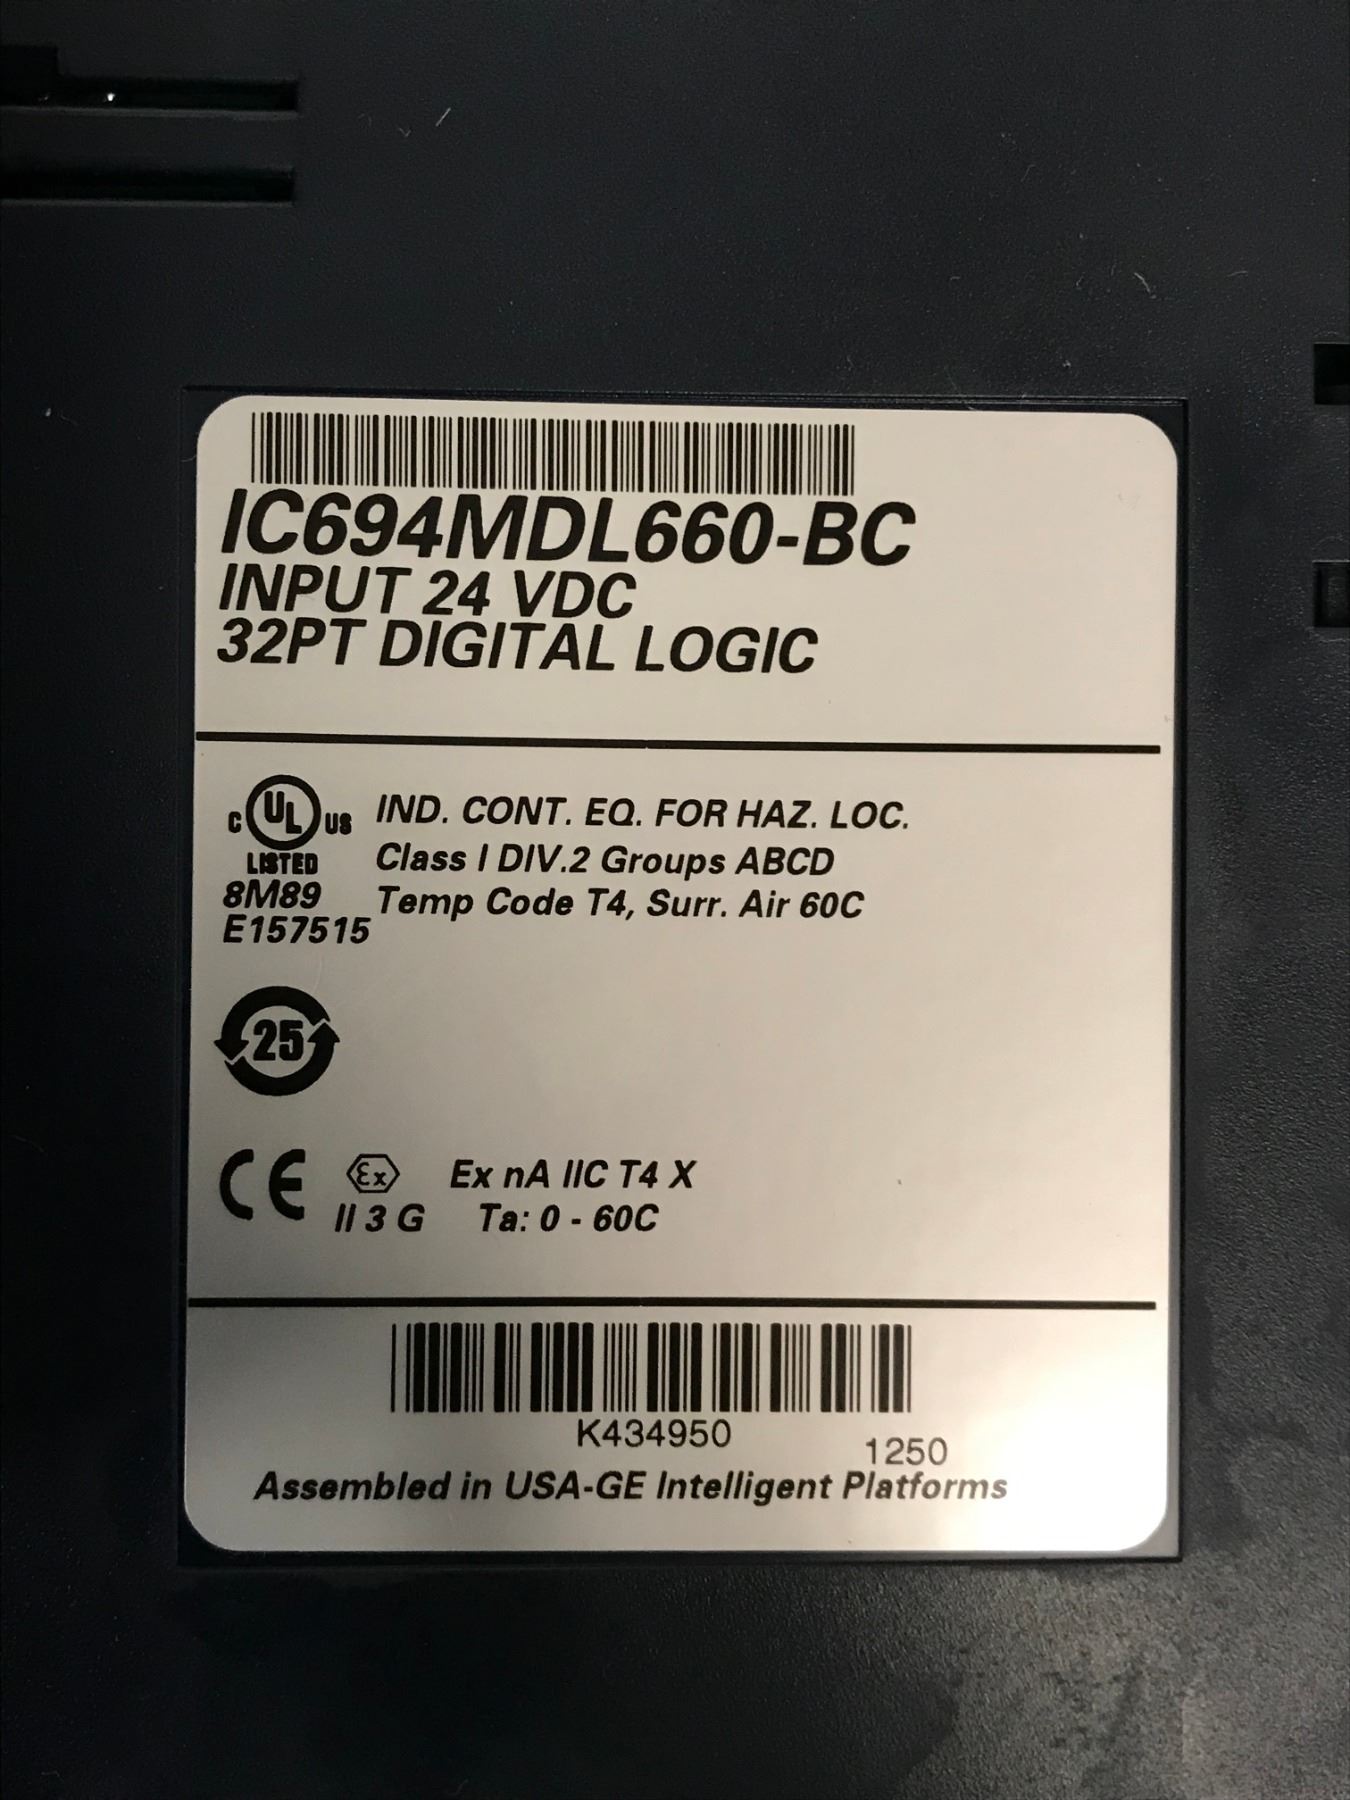 IC694MDL660-BC
INPUT 24 VDC
32PT DIGITAL LOGIC
C UL US IND. CONT. EQ. FOR HAZ. LOC.
LISTED Class I DIV.2 Groups ABCD
8M89 Temp Code T4, Surr. Air 60C
E157515
25
CE Ex Ex nA IIC T4 X
II 3 G Ta: 0 - 60C
K434950
1250
Assembled in USA-GE Intelligent Platforms